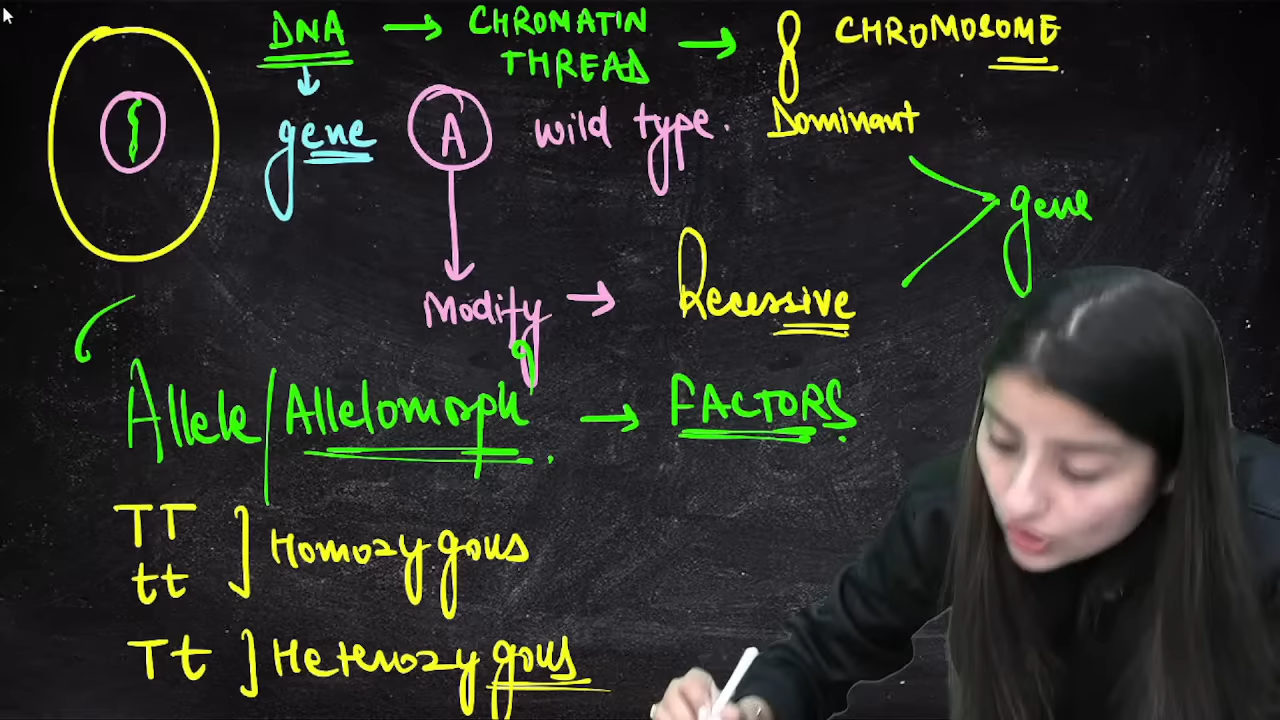 DNA → CHROMATIN THREAD → CHROMOSOME
gene A wild type. Dominant
gene
Modify → Recessive
Allele/Allelomorph → FACTORS.
TT
tt ] Homozygous
Tt ] Heterozygous